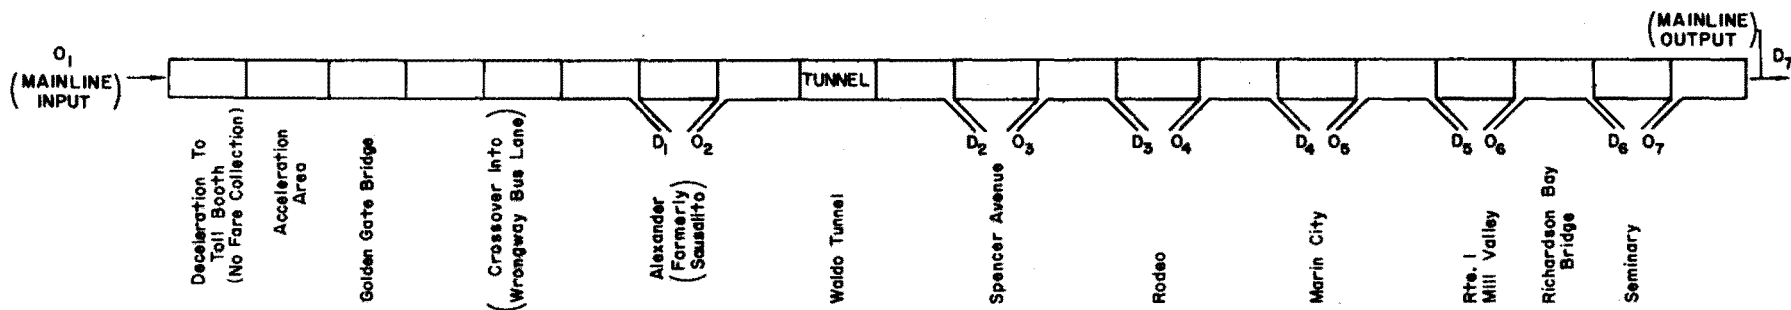 O1
(MAINLINE
INPUT)
(MAINLINE
OUTPUT)
D7
TUNNEL
D1
O2
D2
O3
D3
O4
D4
O5
D5
O6
D6
O7
Deceleration To
Toll Booth
(No Fare Collection)
Acceleration
Area
Golden Gate Bridge
(Crossover Into
Wrongway Bus Lane)
Alexander
(Formerly
Sausalito)
Waldo Tunnel
Spencer Avenue
Rodeo
Marin City
Rte. 1
Mill Valley
Richardson Bay
Bridge
Seminary